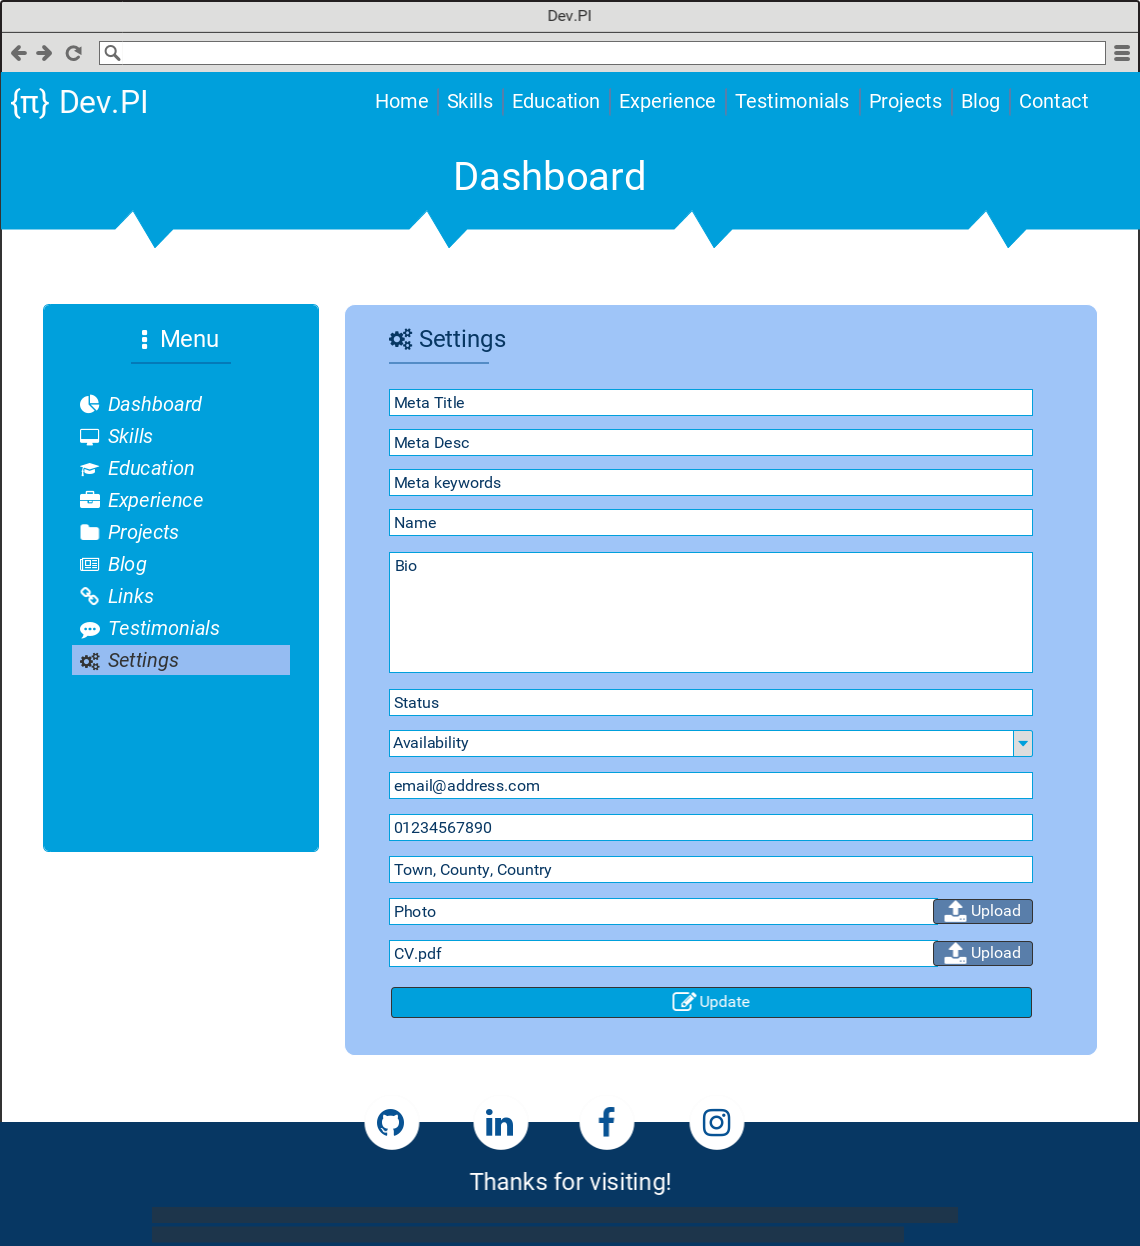 Dev.PI
{π} Dev.PI
Home Skills Education Experience Testimonials Projects Blog Contact
Dashboard
Menu
Dashboard
Skills
Education
Experience
Projects
Blog
Links
Testimonials
Settings
Settings
Meta Title
Meta Desc
Meta keywords
Name
Bio
Status
Availability
email@address.com
01234567890
Town, County, Country
Photo Upload
CV.pdf Upload
Update
Thanks for visiting!